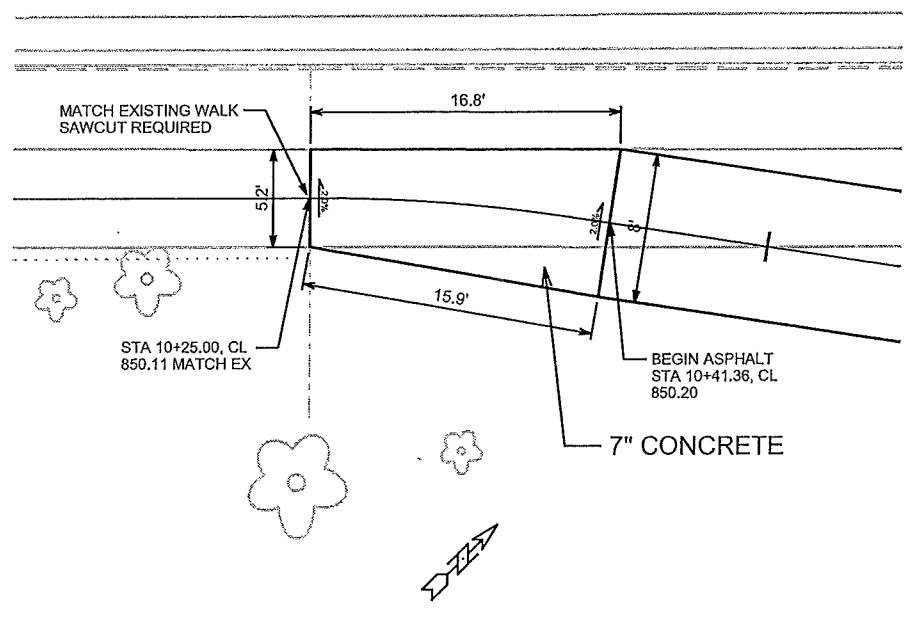 16.8'
MATCH EXISTING WALK
SAWCUT REQUIRED
5.2'
2.0%
2.0%
8'
15.9'
STA 10+25.00, CL
850.11 MATCH EX
BEGIN ASPHALT
STA 10+41.36, CL
850.20
7" CONCRETE
N